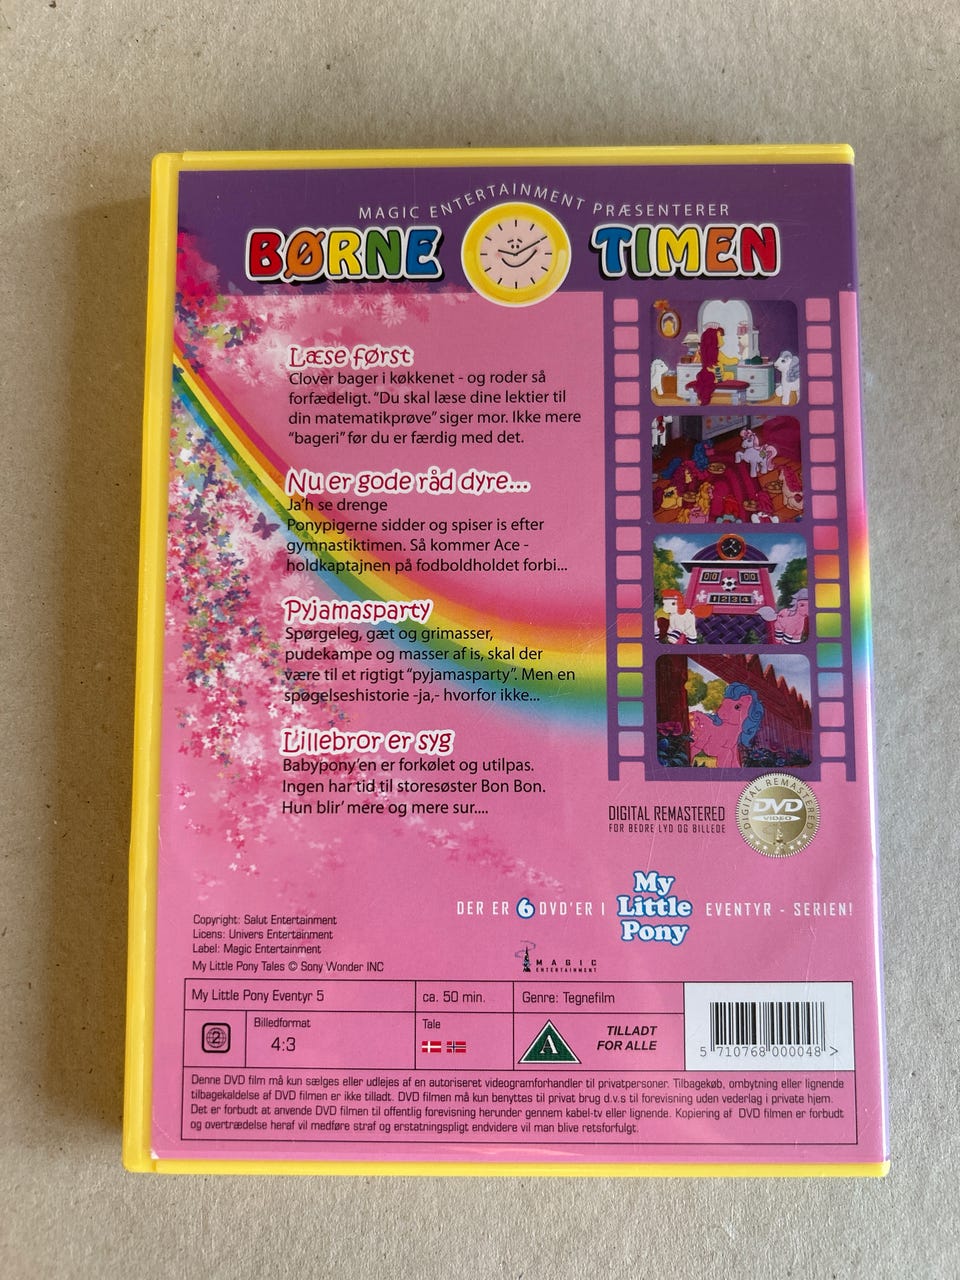 MAGIC ENTERTAINMENT PRÆSENTERER
BØRNE TIMEN
Læse først
Clover bager i køkkenet - og roder så
forfædeligt. "Du skal læse dine lektier til
din matematikprøve" siger mor. Ikke mere
"bageri" før du er færdig med det.
Nu er gode råd dyre...
Ja'h se drenge
Ponypigerne sidder og spiser is efter
gymnastiktimen. Så kommer Ace -
holdkaptajnen på fodboldholdet forbi...
Pyjamasparty
Spørgeleg, gæt og grimasser,
pudekampe og masser af is, skal der
være til et rigtigt "pyjamasparty". Men en
spøgelseshistorie -ja,- hvorfor ikke...
Lillebror er syg
Babypony'en er forkølet og utilpas.
Ingen har tid til storesøster Bon Bon.
Hun blir' mere og mere sur....
00 00
1234
DIGITAL REMASTERED
FOR BEDRE LYD OG BILLEDE
DIGITAL REMASTERED
DVD
VIDEO
DER ER 6 DVD'ER I My Little Pony EVENTYR - SERIEN!
MAGIC
ENTERTAINMENT
Copyright: Salut Entertainment
Licens: Univers Entertainment
Label: Magic Entertainment
My Little Pony Tales © Sony Wonder INC
My Little Pony Eventyr 5
ca. 50 min.
Genre: Tegnefilm
2
Billedformat
4:3
Tale
A
TILLADT
FOR ALLE
5 710768 000048 >
Denne DVD film må kun sælges eller udlejes af en autoriseret videogramforhandler til privatpersoner. Tilbagekøb, ombytning eller lignende
tilbagekaldelse af DVD filmen er ikke tilladt. DVD filmen må kun benyttes til privat brug d.v.s til forevisning uden vederlag i private hjem.
Det er forbudt at anvende DVD filmen til offentlig forevisning herunder gennem kabel-tv eller lignende. Kopiering af DVD filmen er forbudt
og overtrædelse heraf vil medføre straf og erstatningspligt endvidere vil man blive retsforfulgt.